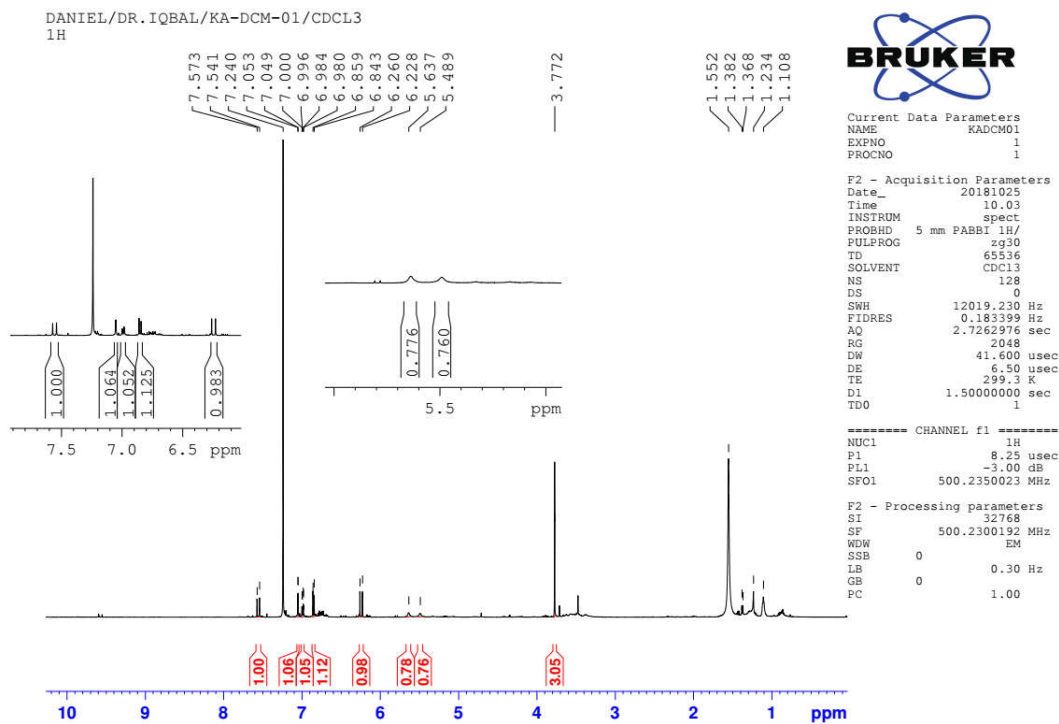 DANIEL/DR.IQBAL/KA-DCM-01/CDCL3
1H
7.573
7.541
7.240
7.053
7.049
7.000
6.996
6.984
6.980
6.859
6.843
6.260
6.228
5.637
5.489
3.772
1.552
1.382
1.368
1.234
1.108
1.000
1.064
1.052
1.125
0.983
7.5 7.0 6.5 ppm
0.776
0.760
5.5 ppm
1.00
1.06
1.05
1.12
0.98
0.78
0.76
3.05
10 9 8 7 6 5 4 3 2 1 ppm
BRUKER
Current Data Parameters
NAME KADCM01
EXPNO 1
PROCNO 1
F2 - Acquisition Parameters
Date_ 20181025
Time 10.03
INSTRUM spect
PROBHD 5 mm PABBI 1H/
PULPROG zg30
TD 65536
SOLVENT CDCl3
NS 128
DS 0
SWH 12019.230 Hz
FIDRES 0.183399 Hz
AQ 2.7262976 sec
RG 2048
DW 41.600 usec
DE 6.50 usec
TE 299.3 K
D1 1.50000000 sec
TD0 1
======== CHANNEL f1 ========
NUC1 1H
P1 8.25 usec
PL1 -3.00 dB
SFO1 500.2350023 MHz
F2 - Processing parameters
SI 32768
SF 500.2300192 MHz
WDW EM
SSB 0
LB 0.30 Hz
GB 0
PC 1.00